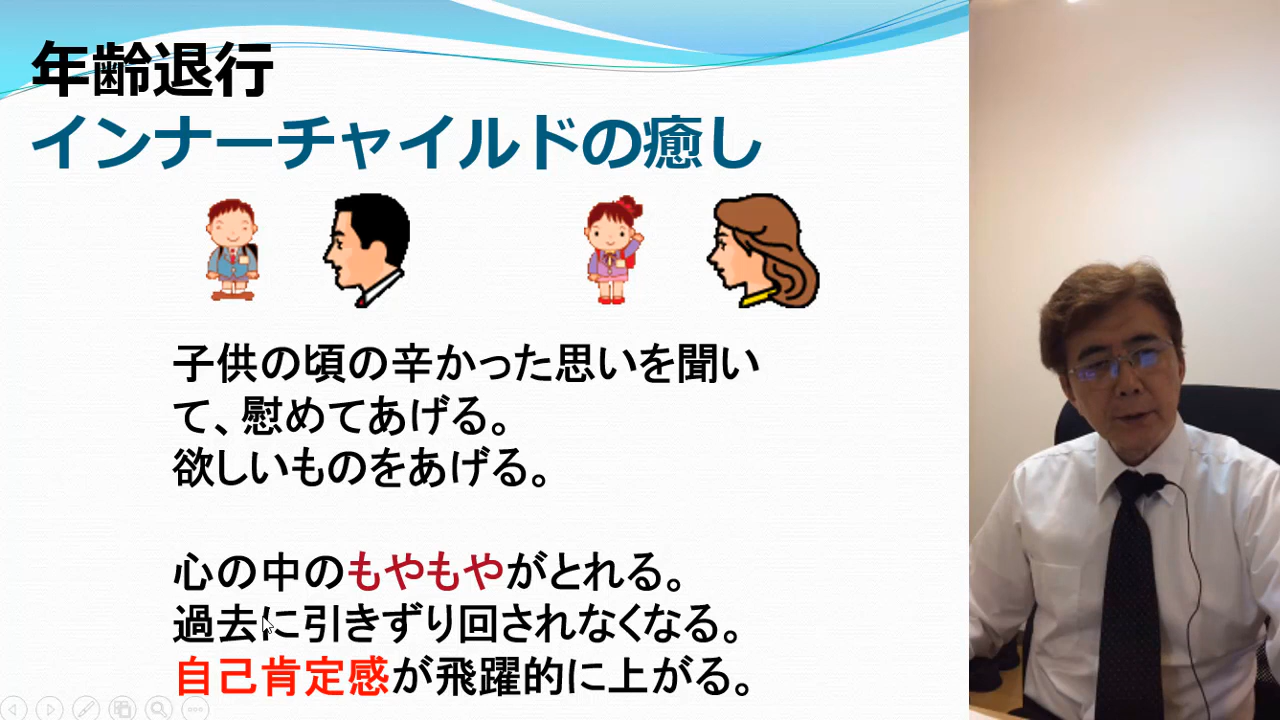 年齢退行
インナーチャイルドの癒し
子供の頃の辛かった思いを聞い
て、慰めてあげる。
欲しいものをあげる。
心の中のもやもやがとれる。
過去に引きずり回されなくなる。
自己肯定感が飛躍的に上がる。